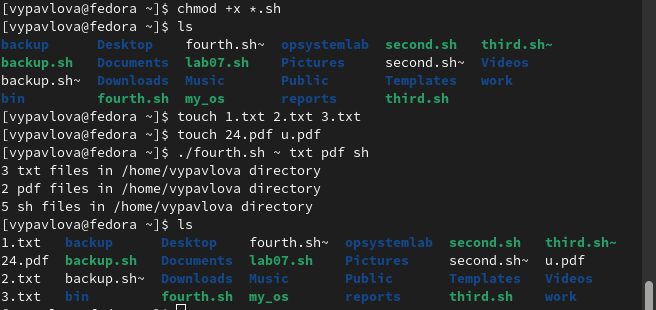 [vypavlova@fedora ~]$ chmod +x *.sh
[vypavlova@fedora ~]$ ls
backup Desktop fourth.sh~ opsystemlab second.sh third.sh~
backup.sh Documents lab07.sh Pictures second.sh~ Videos
backup.sh~ Downloads Music Public Templates work
bin fourth.sh my_os reports third.sh
[vypavlova@fedora ~]$ touch 1.txt 2.txt 3.txt
[vypavlova@fedora ~]$ touch 24.pdf u.pdf
[vypavlova@fedora ~]$ ./fourth.sh ~ txt pdf sh
3 txt files in /home/vypavlova directory
2 pdf files in /home/vypavlova directory
5 sh files in /home/vypavlova directory
[vypavlova@fedora ~]$ ls
1.txt backup Desktop fourth.sh~ opsystemlab second.sh third.sh~
24.pdf backup.sh Documents lab07.sh Pictures second.sh~ u.pdf
2.txt backup.sh~ Downloads Music Public Templates Videos
3.txt bin fourth.sh my_os reports third.sh work